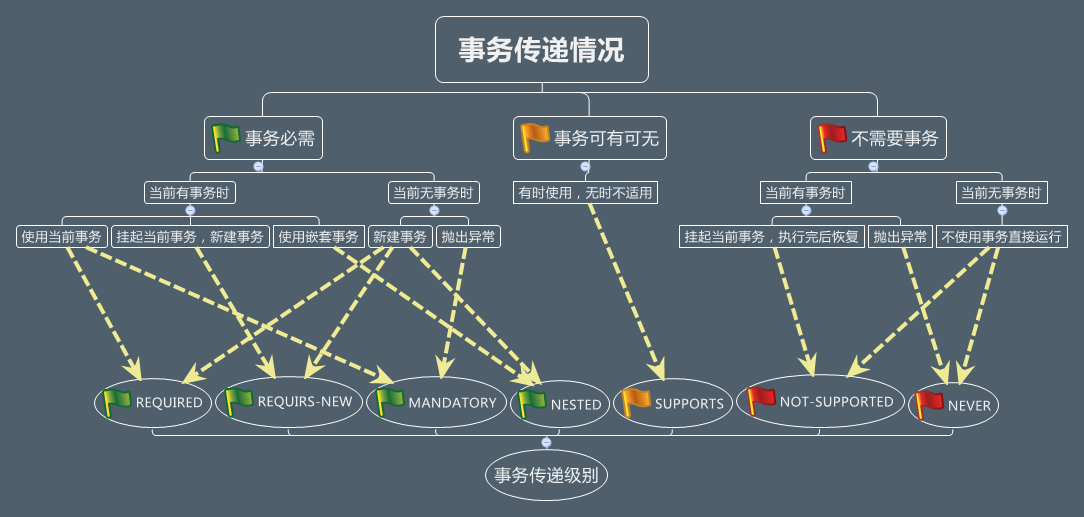 事务传递情况
事务必需
事务可有可无
不需要事务
当前有事务时
当前无事务时
有时使用，无时不适用
当前有事务时
当前无事务时
使用当前事务
挂起当前事务，新建事务
使用嵌套事务
新建事务
抛出异常
挂起当前事务，执行完后恢复
抛出异常
不使用事务直接运行
REQUIRED
REQUIRS-NEW
MANDATORY
NESTED
SUPPORTS
NOT-SUPPORTED
NEVER
事务传递级别